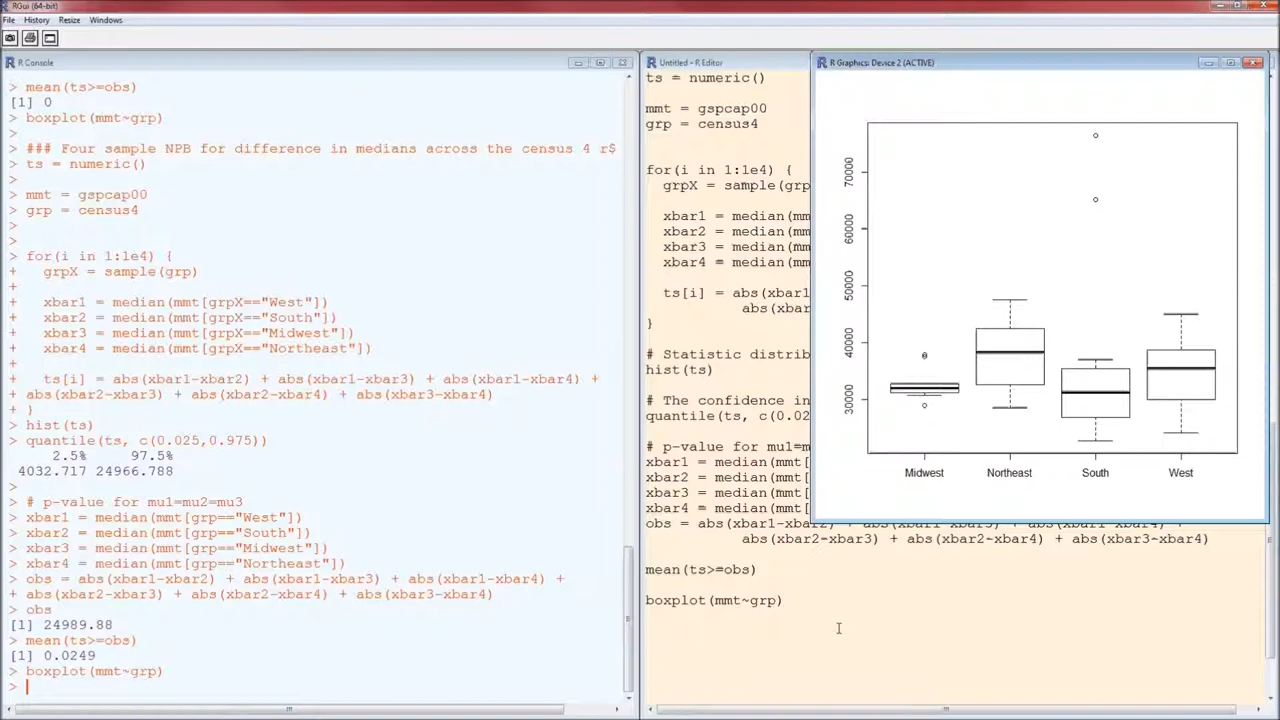 RGui (64-bit)
File History Resize Windows
R Console
> mean(ts>=obs)
[1] 0
> boxplot(mmt~grp)
>
> ### Four sample NPB for difference in medians across the census 4 r$
> ts = numeric()
>
> mmt = gspcap00
> grp = census4
>
>
> for(i in 1:1e4) {
+   grpX = sample(grp)
+
+   xbar1 = median(mmt[grpX=="West"])
+   xbar2 = median(mmt[grpX=="South"])
+   xbar3 = median(mmt[grpX=="Midwest"])
+   xbar4 = median(mmt[grpX=="Northeast"])
+
+   ts[i] = abs(xbar1-xbar2) + abs(xbar1-xbar3) + abs(xbar1-xbar4) +
+ abs(xbar2-xbar3) + abs(xbar2-xbar4) + abs(xbar3-xbar4)
+ }
> hist(ts)
> quantile(ts, c(0.025,0.975))
2.5% 97.5%
4032.717 24966.788
>
> # p-value for mu1=mu2=mu3
> xbar1 = median(mmt[grp=="West"])
> xbar2 = median(mmt[grp=="South"])
> xbar3 = median(mmt[grp=="Midwest"])
> xbar4 = median(mmt[grp=="Northeast"])
> obs = abs(xbar1-xbar2) + abs(xbar1-xbar3) + abs(xbar1-xbar4) +
+ abs(xbar2-xbar3) + abs(xbar2-xbar4) + abs(xbar3-xbar4)
> obs
[1] 24989.88
> mean(ts>=obs)
[1] 0.0249
> boxplot(mmt~grp)
>
Untitled - R Editor
ts = numeric()
mmt = gspcap00
grp = census4
for(i in 1:1e4) {
grpX = sample(grp
xbar1 = median(mm
xbar2 = median(mm
xbar3 = median(mm
xbar4 = median(mm
ts[i] = abs(xbar1
abs(xbar
}
# Statistic distrib
hist(ts)
# The confidence in
quantile(ts, c(0.02
# p-value for mu1=m
xbar1 = median(mmt[
xbar2 = median(mmt[
xbar3 = median(mmt[
xbar4 = median(mmt[
obs = abs(xbar1-xbar2) + abs(xbar1-xbar3) + abs(xbar1-xbar4) +
abs(xbar2-xbar3) + abs(xbar2-xbar4) + abs(xbar3-xbar4)
mean(ts>=obs)
boxplot(mmt~grp)
R Graphics: Device 2 (ACTIVE)
70000
60000
50000
40000
30000
Midwest Northeast South West